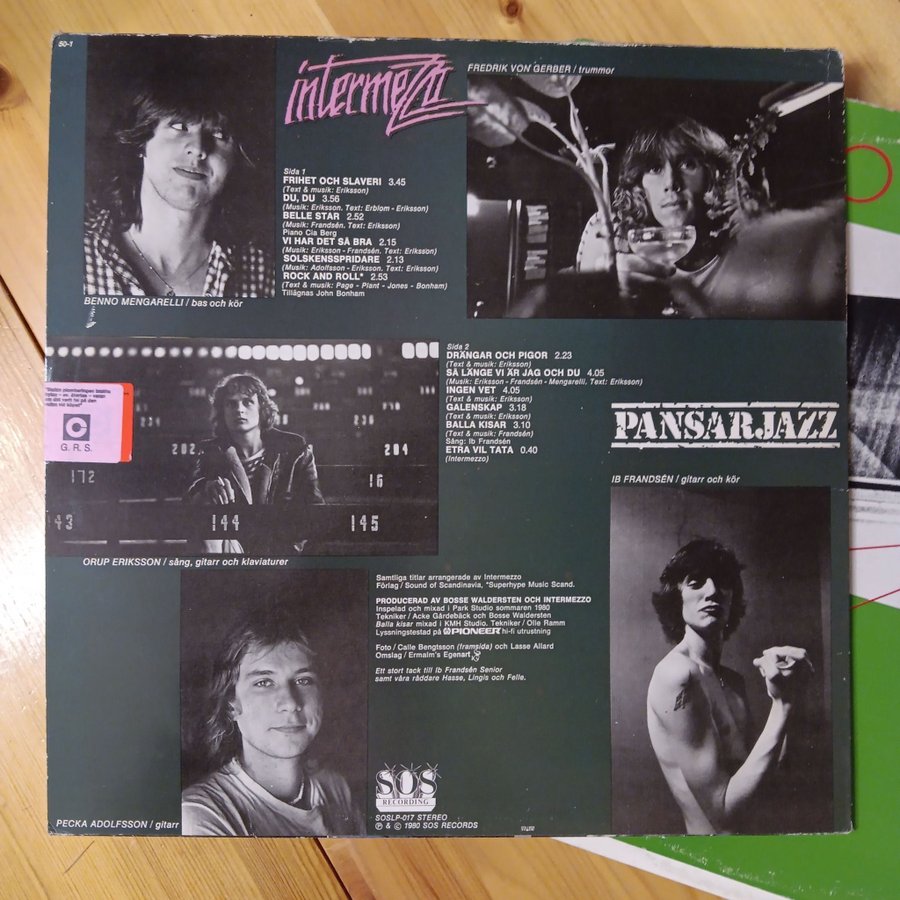 50-1
intermezzo
FREDRIK VON GERBER / trummor
Sida 1
FRIHET OCH SLAVERI 3.45
(Text & musik: Eriksson)
DU, DU 3.56
(Musik: Eriksson. Text: Erblom - Eriksson)
BELLE STAR 2.52
(Musik: Frandsén. Text: Eriksson)
Piano Cia Berg
VI HAR DET SÅ BRA 2.15
(Musik: Eriksson - Frandsén. Text: Eriksson)
SOLSKENSSPRIDARE 2.13
(Musik: Adolfsson - Eriksson. Text: Eriksson)
ROCK AND ROLL* 2.53
(Text & musik: Page - Plant - Jones - Bonham)
Tillägnas John Bonham
BENNO MENGARELLI / bas och kör
Sida 2
DRÄNGAR OCH PIGOR 2.23
(Text & musik: Eriksson)
SÅ LÄNGE VI ÄR JAG OCH DU 4.05
(Musik: Eriksson - Frandsén - Mengarelli, Text: Eriksson)
INGEN VET 4.05
(Text & musik: Eriksson)
GALENSKAP 3.18
(Text & musik: Eriksson)
BALLA KISAR 3.10
(Text & musik: Frandsén)
Sång: Ib Frandsén
ETRA VIL TATA 0.40
(Intermezzo)
PANSARJAZZ
C
G. R. S.
201
204
172
16
43
144
145
ORUP ERIKSSON / sång, gitarr och klaviaturer
IB FRANDSÉN / gitarr och kör
Samtliga titlar arrangerade av Intermezzo
Förlag / Sound of Scandinavia, *Superhype Music Scand.
PRODUCERAD AV BOSSE WALDERSTEN OCH INTERMEZZO
Inspelad och mixad i Park Studio sommaren 1980
Tekniker / Acke Gårdebäck och Bosse Waldersten
Balla kisar mixad i KMH Studio. Tekniker / Olle Ramm
Lyssningstestad på PIONEER hi-fi utrustning
Foto / Calle Bengtsson (framsida) och Lasse Allard
Omslag / Ermalm's Egenart
Ett stort tack till Ib Frandsén Senior
samt våra räddare Hasse, Lingis och Felle.
SOS
RECORDING
SOSLP-017 STEREO
Ⓟ & © 1980 SOS RECORDS
PECKA ADOLFSSON / gitarr